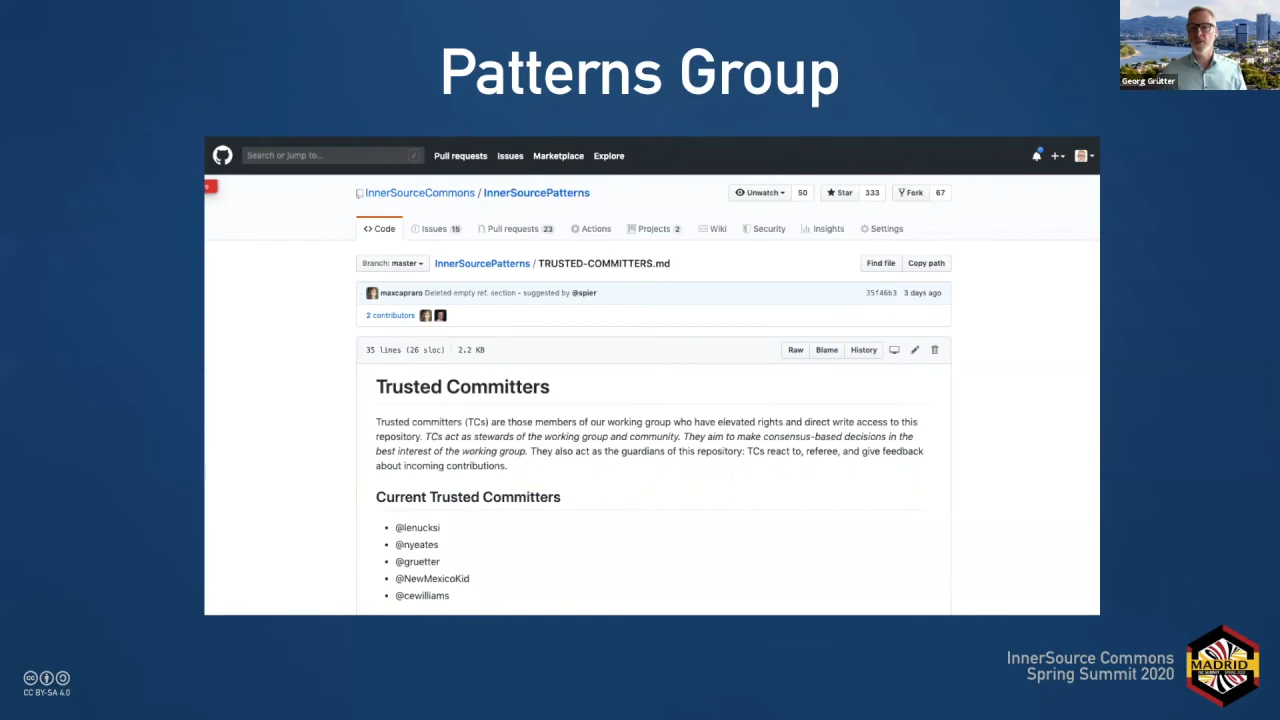 Patterns Group
Georg Grütter
Search or jump to... /
Pull requests Issues Marketplace Explore
InnerSourceCommons / InnerSourcePatterns
Unwatch 50 Star 333 Fork 67
Code Issues 15 Pull requests 23 Actions Projects 2 Wiki Security Insights Settings
Branch: master InnerSourcePatterns / TRUSTED-COMMITTERS.md Find file Copy path
maxcapraro Deleted empty ref. section - suggested by @spier 35f46b3 3 days ago
2 contributors
35 lines (26 sloc) 2.2 KB Raw Blame History
Trusted Committers
Trusted committers (TCs) are those members of our working group who have elevated rights and direct write access to this
repository. TCs act as stewards of the working group and community. They aim to make consensus-based decisions in the
best interest of the working group. They also act as the guardians of this repository: TCs react to, referee, and give feedback
about incoming contributions.
Current Trusted Committers
• @lenucksi
• @nyeates
• @gruetter
• @NewMexicoKid
• @cewilliams
InnerSource Commons
Spring Summit 2020
MADRID
CC BY-SA 4.0